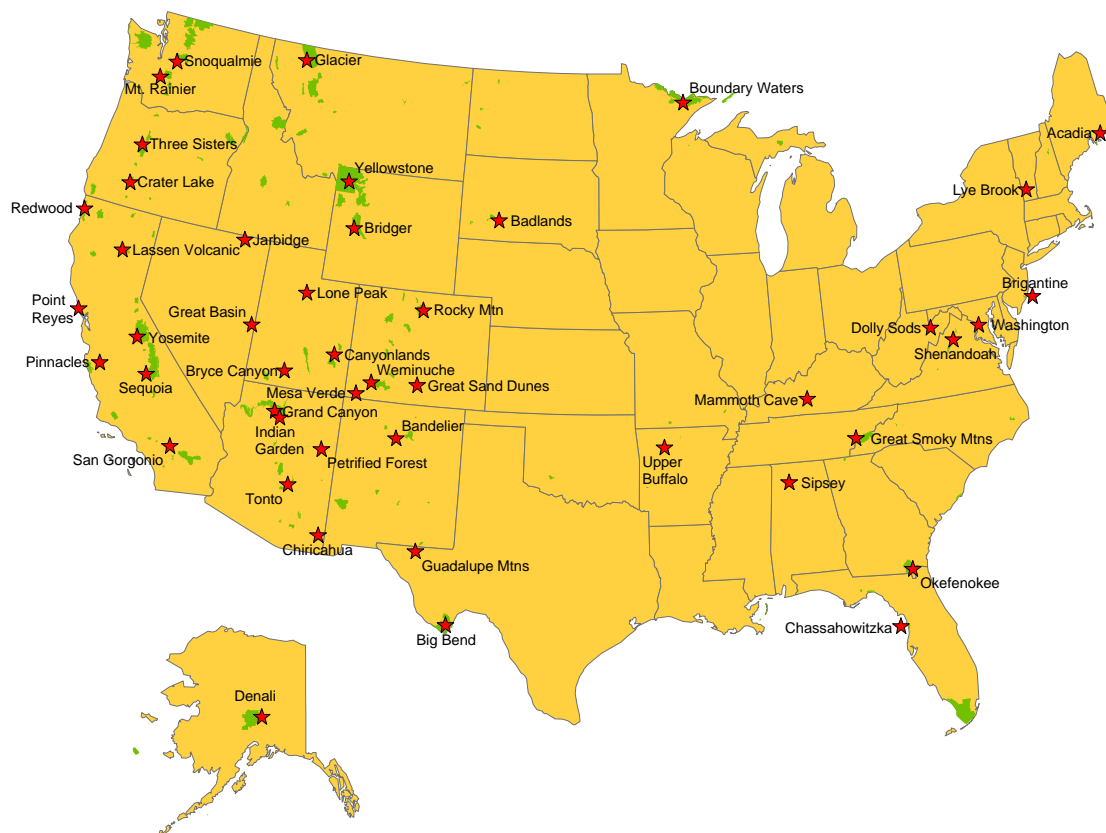 Snoqualmie
Glacier
Mt. Rainier
Boundary Waters
Acadia
Three Sisters
Yellowstone
Crater Lake
Lye Brook
Redwood
Badlands
Bridger
Jarbidge
Lassen Volcanic
Brigantine
Lone Peak
Point
Reyes
Great Basin
Rocky Mtn
Dolly Sods
Washington
Yosemite
Shenandoah
Canyonlands
Pinnacles
Weminuche
Bryce Canyon
Sequoia
Great Sand Dunes
Mesa Verde
Mammoth Cave
Grand Canyon
Bandelier
Indian
Garden
Great Smoky Mtns
San Gorgonio
Petrified Forest
Upper
Buffalo
Sipsey
Tonto
Chiricahua
Guadalupe Mtns
Okefenokee
Chassahowitzka
Big Bend
Denali